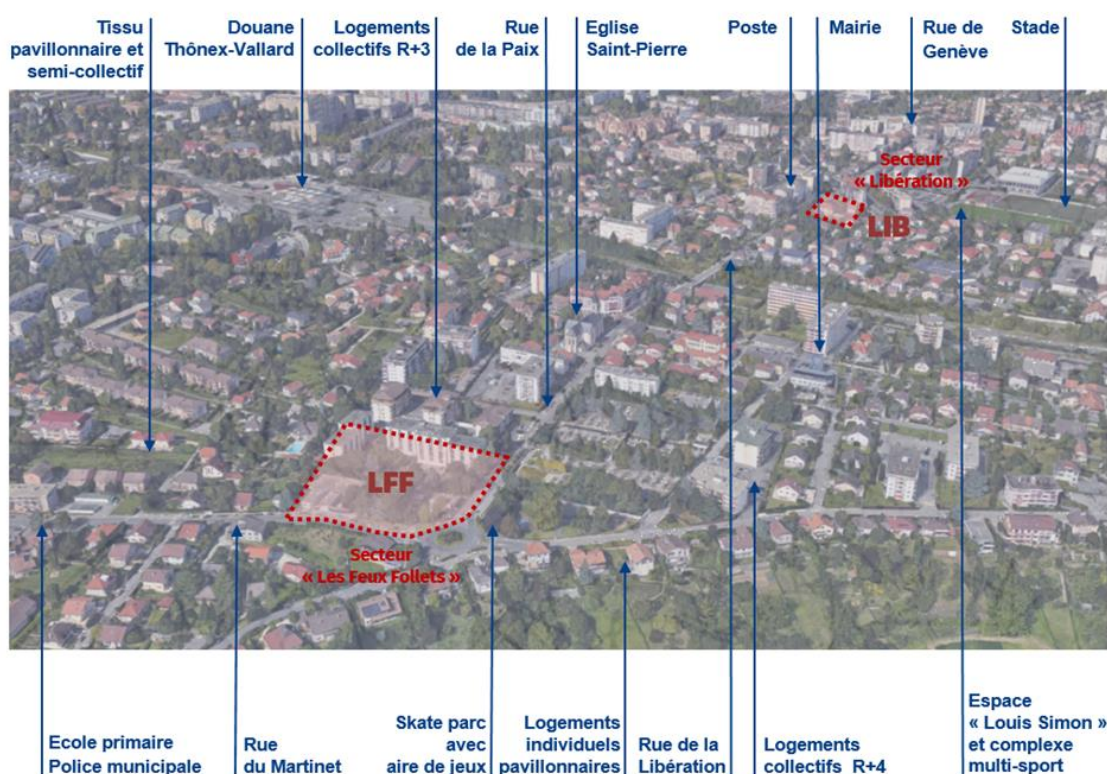 Tissu
pavillonnaire et
semi-collectif
Douane
Thônex-Vallard
Logements
collectifs R+3
Rue
de la Paix
Eglise
Saint-Pierre
Poste
Mairie
Rue de
Genève
Stade
Secteur
« Libération »
LIB
LFF
Secteur
« Les Feux Follets »
Ecole primaire
Police municipale
Rue
du Martinet
Skate parc
avec
aire de jeux
Logements
individuels
pavillonnaires
Rue de la
Libération
Logements
collectifs R+4
Espace
« Louis Simon »
et complexe
multi-sport